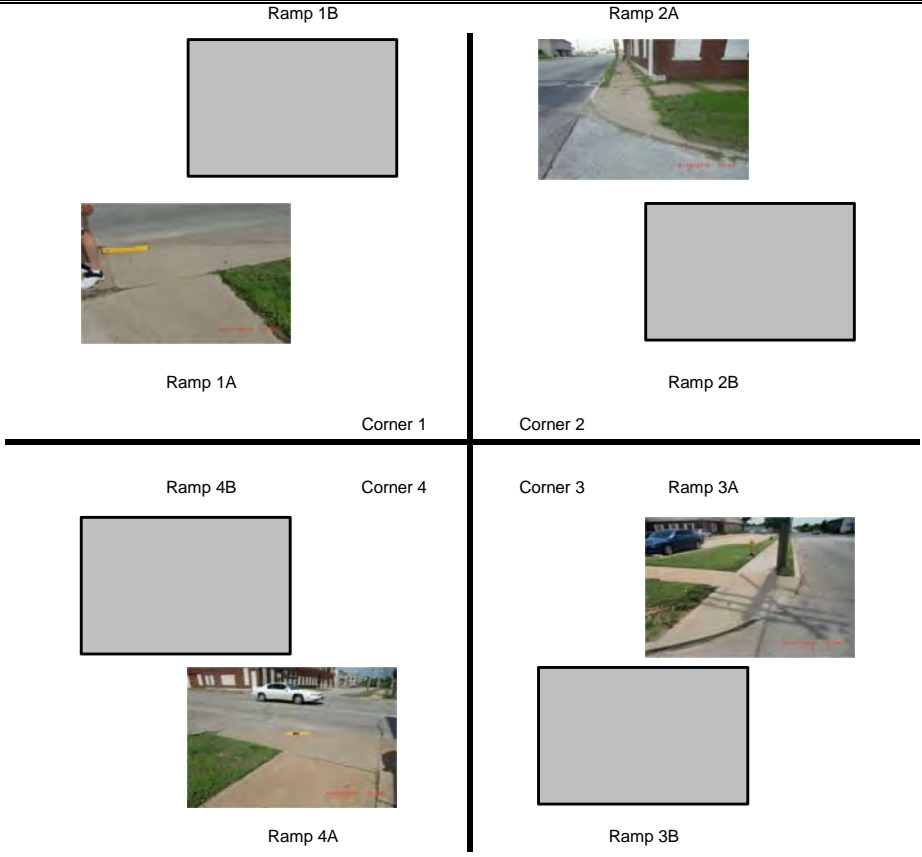 Ramp 1B
Ramp 2A
Ramp 1A
Ramp 2B
Corner 1
Corner 2
Ramp 4B
Corner 4
Corner 3
Ramp 3A
Ramp 4A
Ramp 3B